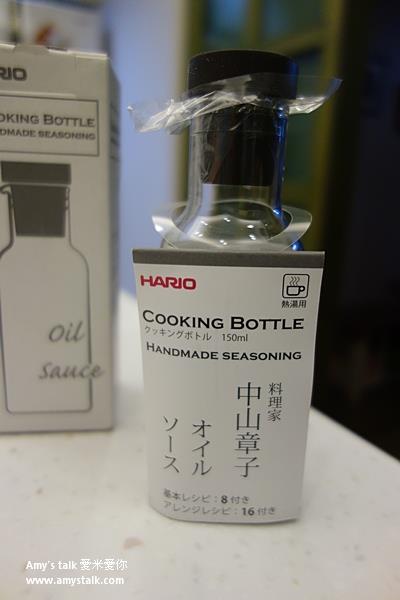 RIO
OOKING BOTTLE
NDMADE SEASONING
Oil
sauce
HARIO
熱湯用
COOKING BOTTLE
クッキングボトル 150ml
HANDMADE SEASONING
料理家
中山章子
オイル
ソース
基本レシピ：8付き
アレンジレシピ：16付き
Amy's talk 愛米愛你
www.amystalk.com